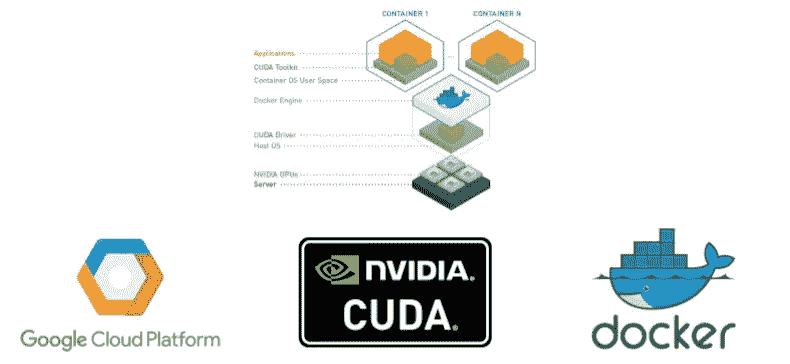 CONTAINER 1
CONTAINER N
Applications
CUDA Toolkit
Container OS User Space
Docker Engine
CUDA Driver
Host OS
NVIDIA GPUs
Server
Google Cloud Platform
NVIDIA.
CUDA.
docker